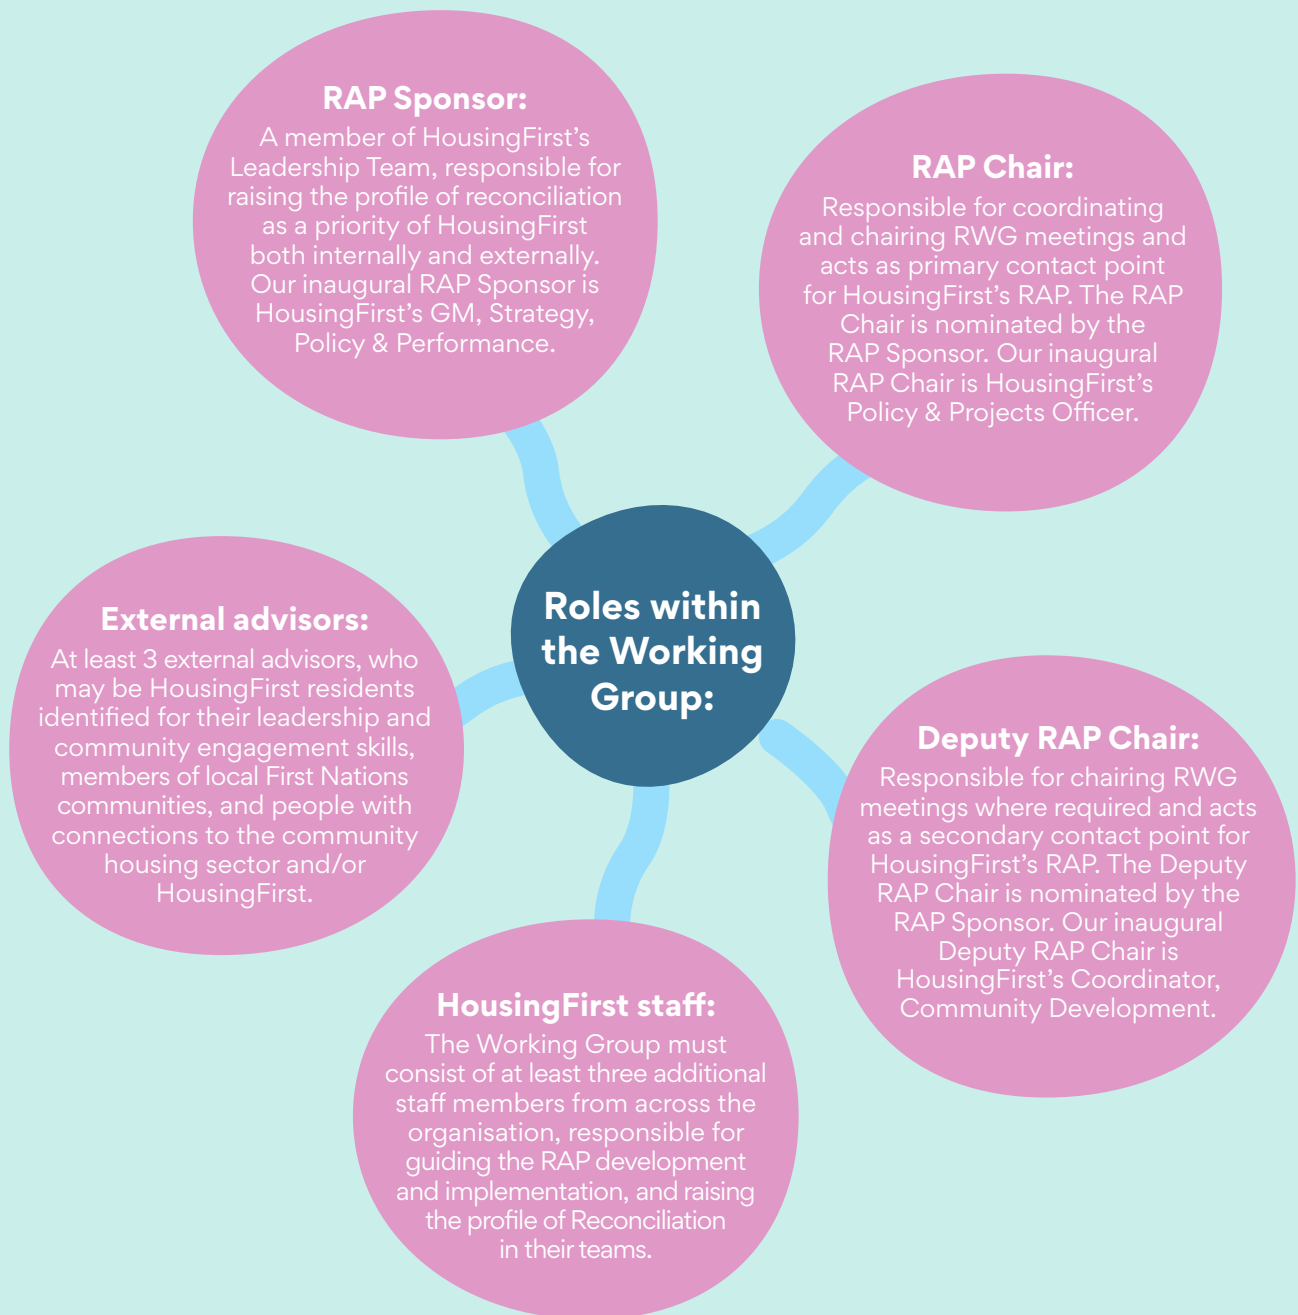 RAP Sponsor:
A member of HousingFirst’s
Leadership Team, responsible for
raising the profile of reconciliation
as a priority of HousingFirst
both internally and externally.
Our inaugural RAP Sponsor is
HousingFirst’s GM, Strategy,
Policy & Performance.
RAP Chair:
Responsible for coordinating
and chairing RWG meetings and
acts as primary contact point
for HousingFirst’s RAP. The RAP
Chair is nominated by the
RAP Sponsor. Our inaugural
RAP Chair is HousingFirst’s
Policy & Projects Officer.
Roles within
the Working
Group:
External advisors:
At least 3 external advisors, who
may be HousingFirst residents
identified for their leadership and
community engagement skills,
members of local First Nations
communities, and people with
connections to the community
housing sector and/or
HousingFirst.
Deputy RAP Chair:
Responsible for chairing RWG
meetings where required and acts
as a secondary contact point for
HousingFirst’s RAP. The Deputy
RAP Chair is nominated by the
RAP Sponsor. Our inaugural
Deputy RAP Chair is
HousingFirst’s Coordinator,
Community Development.
HousingFirst staff:
The Working Group must
consist of at least three additional
staff members from across the
organisation, responsible for
guiding the RAP development
and implementation, and raising
the profile of Reconciliation
in their teams.